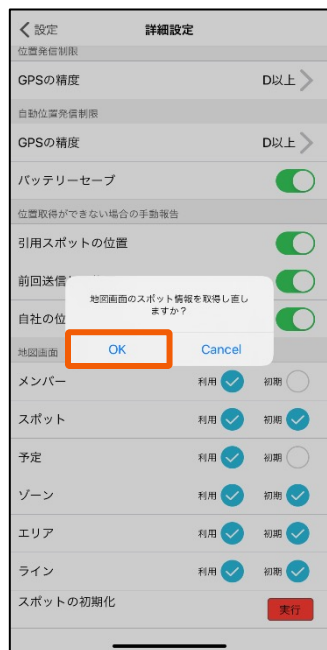 設定 詳細設定
位置発信制限
GPSの精度 D以上
自動位置発信制限
GPSの精度 D以上
バッテリーセーブ
位置取得ができない場合の手動報告
引用スポットの位置
前回送信
地図画面のスポット情報を取得し直し
ますか?
自社の位
OK Cancel
地図画面
メンバー 利用 初期
スポット 利用 初期
予定 利用 初期
ゾーン 利用 初期
エリア 利用 初期
ライン 利用 初期
スポットの初期化 実行